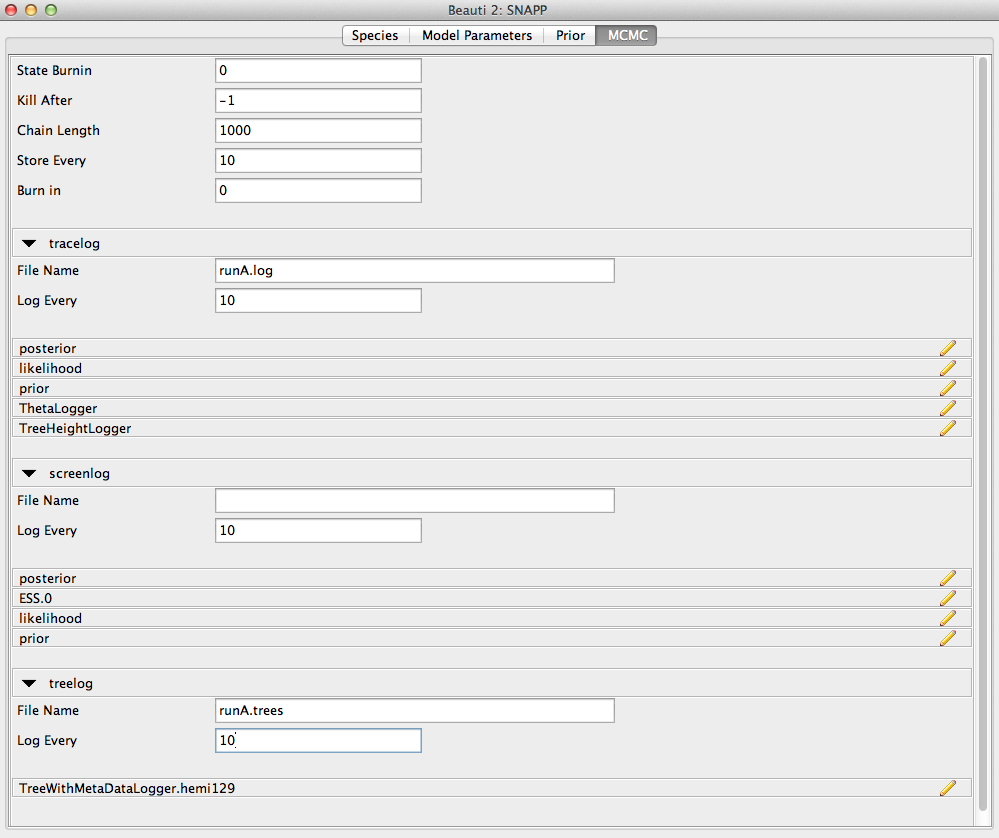 Beauti 2: SNAPP
Species Model Parameters Prior MCMC
State Burnin 0
Kill After -1
Chain Length 1000
Store Every 10
Burn in 0
tracelog
File Name runA.log
Log Every 10
posterior
likelihood
prior
ThetaLogger
TreeHeightLogger
screenlog
File Name
Log Every 10
posterior
ESS.0
likelihood
prior
treelog
File Name runA.trees
Log Every 10
TreeWithMetaDataLogger.hemi129